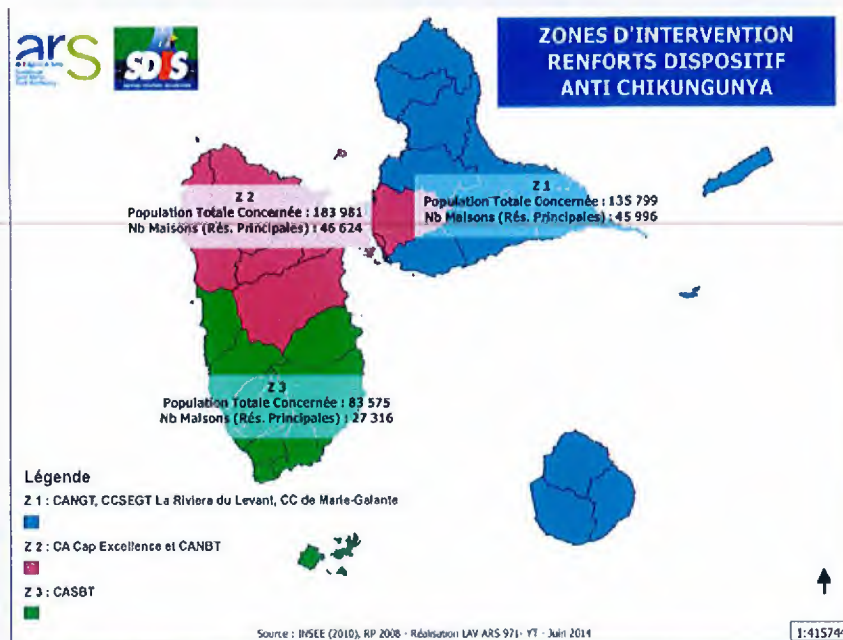 ars
SDIS
ZONES D'INTERVENTION
RENFORTS DISPOSITIF
ANTI CHIKUNGUNYA
Z 2
Population Totale Concernée : 183 981
Nb Maisons (Rés. Principales) : 46 624
Z 1
Population Totale Concernée : 135 799
Nb Maisons (Rés. Principales) : 45 996
Z 3
Population Totale Concernée : 83 575
Nb Maisons (Rés. Principales) : 27 316
Légende
Z 1 : CANGT, CCSEGT La Riviera du Levant, CC de Marie-Galante
Z 2 : CA Cap Excellence et CANBT
Z 3 : CASBT
Source : INSEE (2010), RP 2008 - Réalisation LAV ARS 971- YT - Juin 2014
1:415744